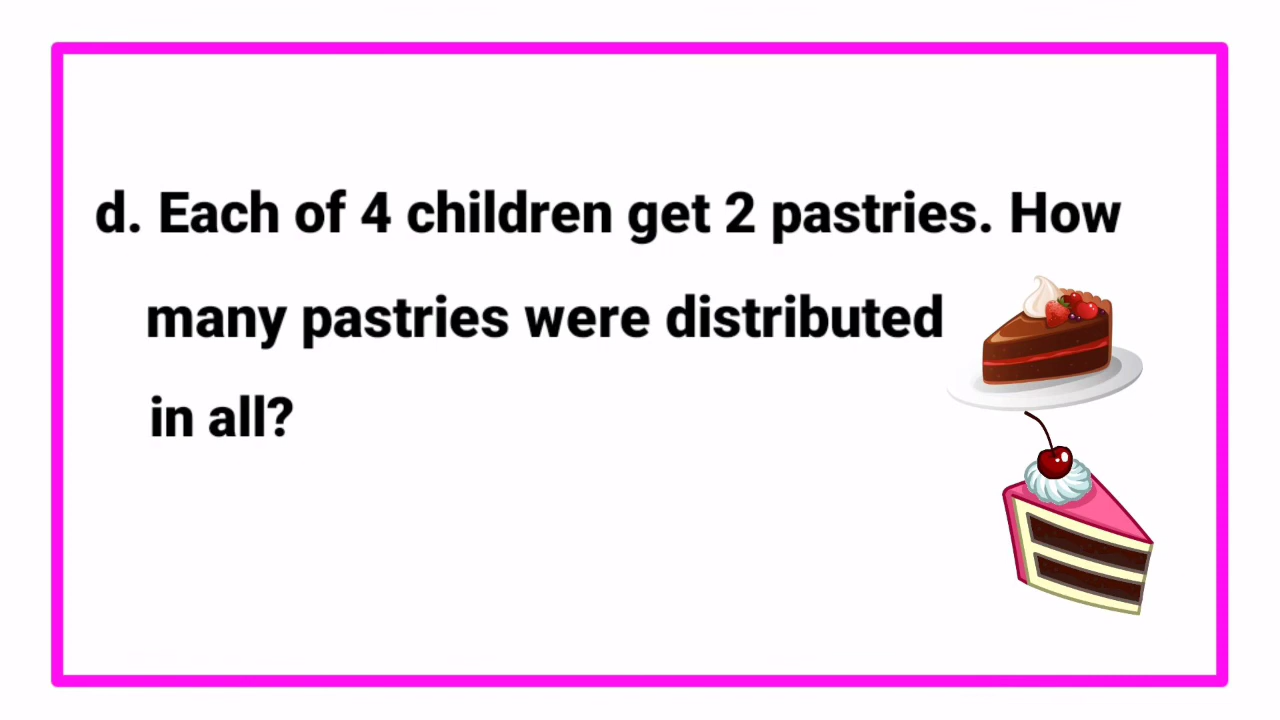 d. Each of 4 children get 2 pastries. How
many pastries were distributed
in all?